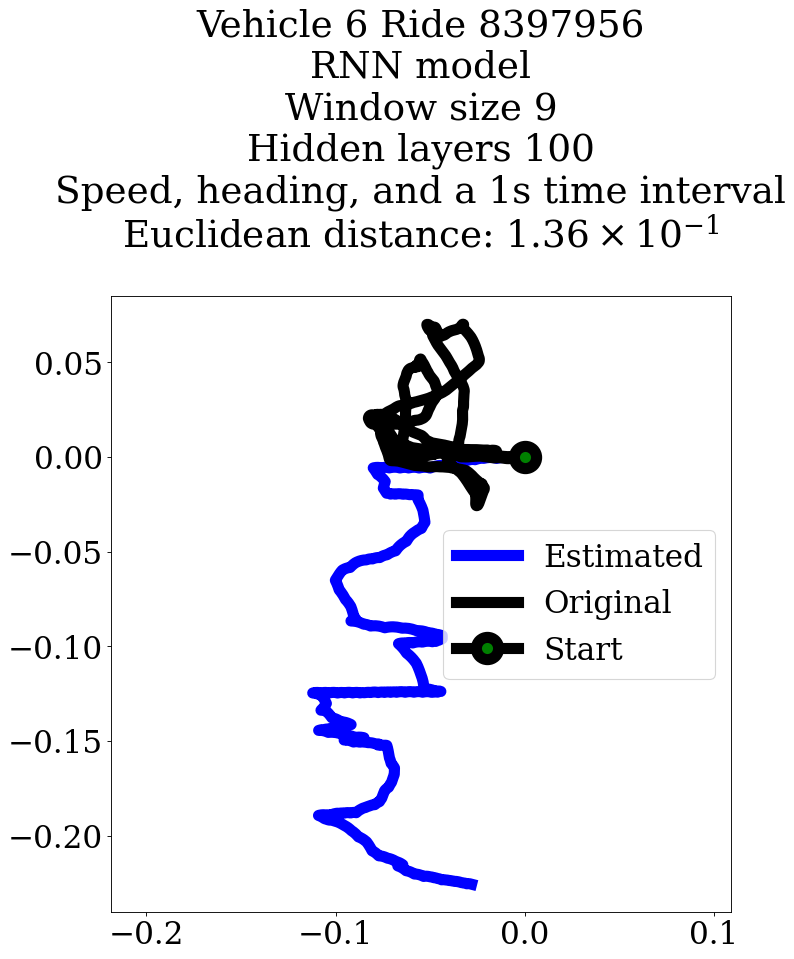 Vehicle 6 Ride 8397956
RNN model
Window size 9
Hidden layers 100
Speed, heading, and a 1s time interval
Euclidean distance: 1.36 × 10⁻¹
0.05
0.00
−0.05
−0.10
−0.15
−0.20
Estimated
Original
Start
−0.2 −0.1 0.0 0.1